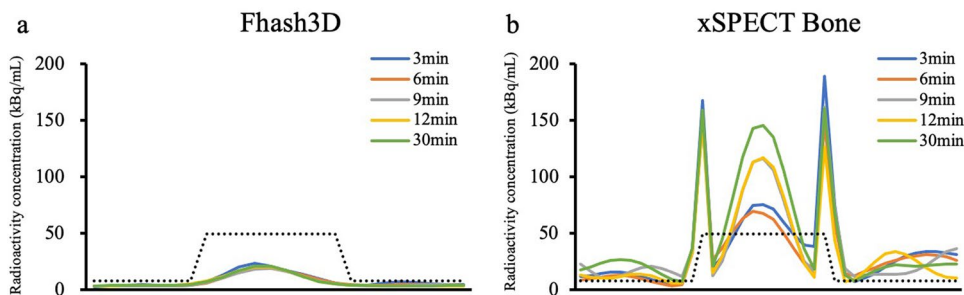 a
Fhash3D
Radioactivity concentration (kBq/mL)
200
150
100
50
0
3min
6min
9min
12min
30min
b
xSPECT Bone
Radioactivity concentration (kBq/mL)
200
150
100
50
0
3min
6min
9min
12min
30min